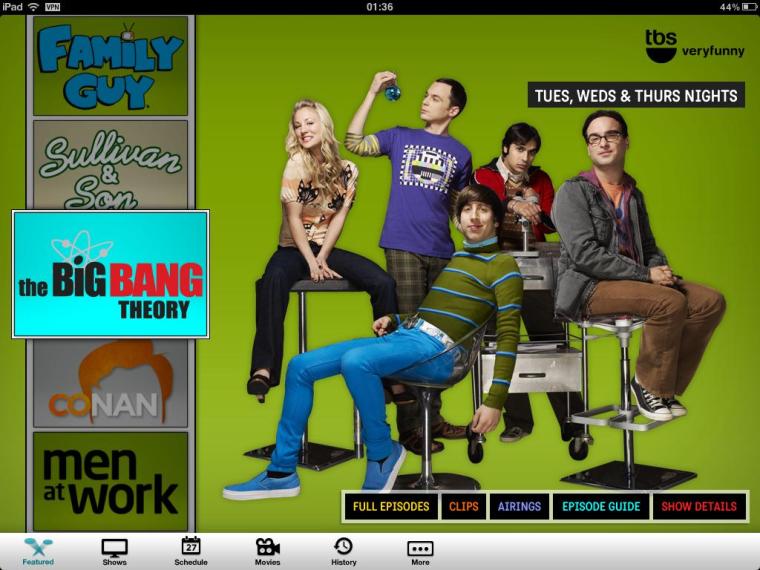 iPad VPN
01:36
44%
FAMILY
GUY
Sullivan
&
Son
the BIG BANG
THEORY
CONAN
men
at work
tbs
veryfunny
TUES, WEDS & THURS NIGHTS
FULL EPISODES
CLIPS
AIRINGS
EPISODE GUIDE
SHOW DETAILS
Featured
Shows
27
Schedule
Movies
History
More